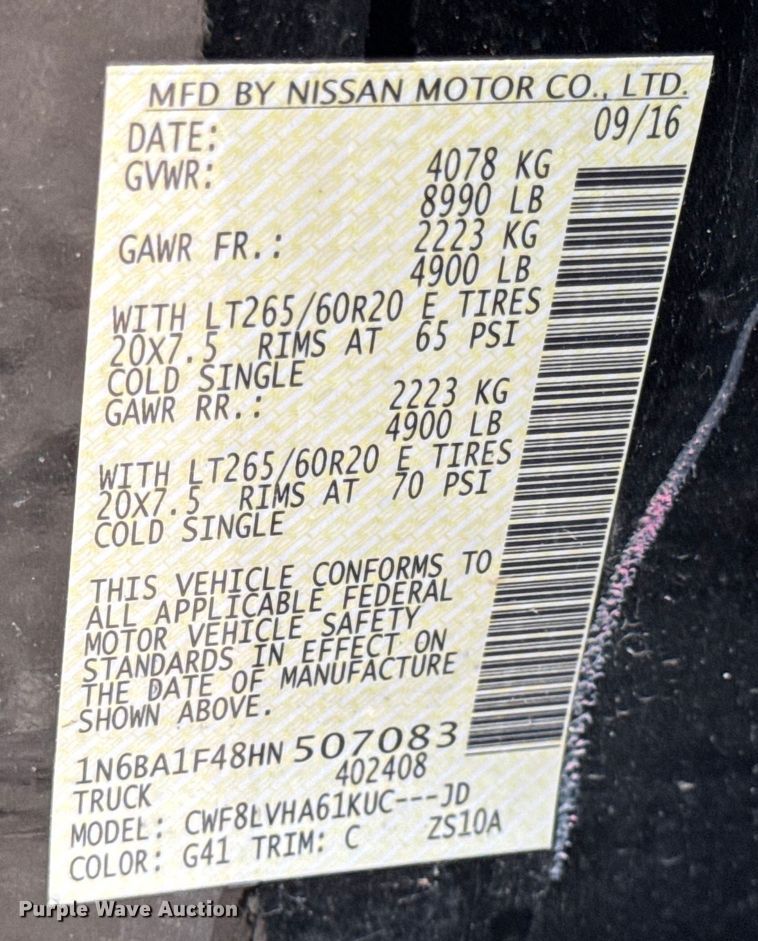 MFD BY NISSAN MOTOR CO., LTD.
DATE: 09/16
GVWR: 4078 KG
8990 LB
GAWR FR.: 2223 KG
4900 LB
WITH LT265/60R20 E TIRES
20X7.5 RIMS AT 65 PSI
COLD SINGLE
GAWR RR.: 2223 KG
4900 LB
WITH LT265/60R20 E TIRES
20X7.5 RIMS AT 70 PSI
COLD SINGLE
THIS VEHICLE CONFORMS TO
ALL APPLICABLE FEDERAL
MOTOR VEHICLE SAFETY
STANDARDS IN EFFECT ON
THE DATE OF MANUFACTURE
SHOWN ABOVE.
1N6BA1F48HN 507083
TRUCK 402408
MODEL: CWF8LVHA61KUC---JD
COLOR: G41 TRIM: C ZS10A
Purple Wave Auction